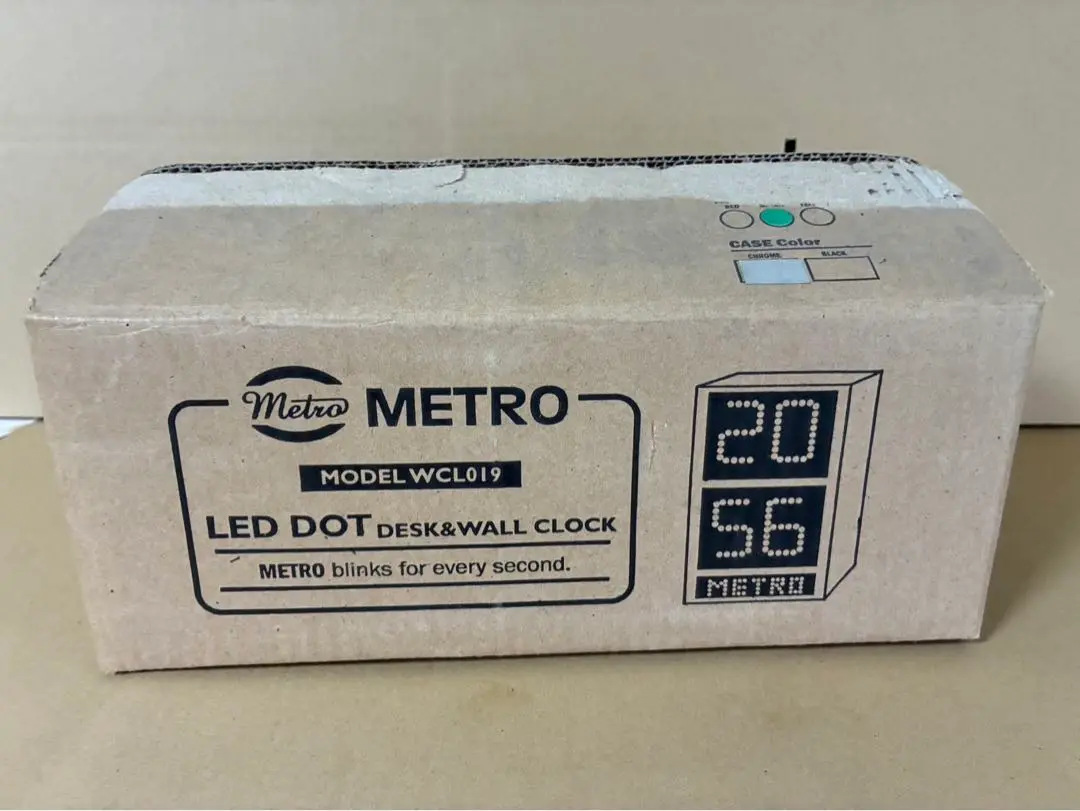 RED
CASE Color
CHROME BLACK
Metro METRO
MODEL WCL019
LED DOT DESK&WALL CLOCK
METRO blinks for every second.
20
56
METRO